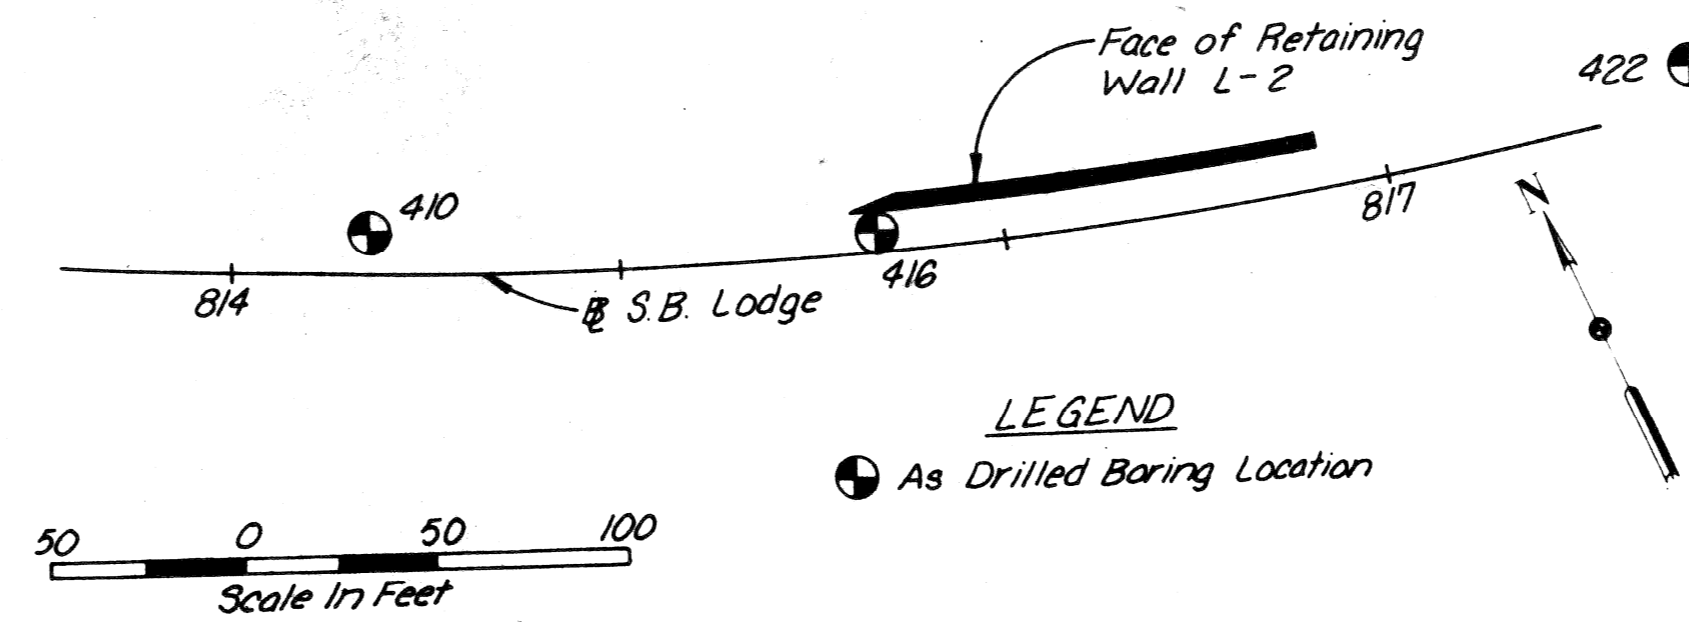 Face of Retaining
Wall L-2
422
410
N
817
814
416
S.B. Lodge
LEGEND
As Drilled Boring Location
50 0 50 100
Scale In Feet